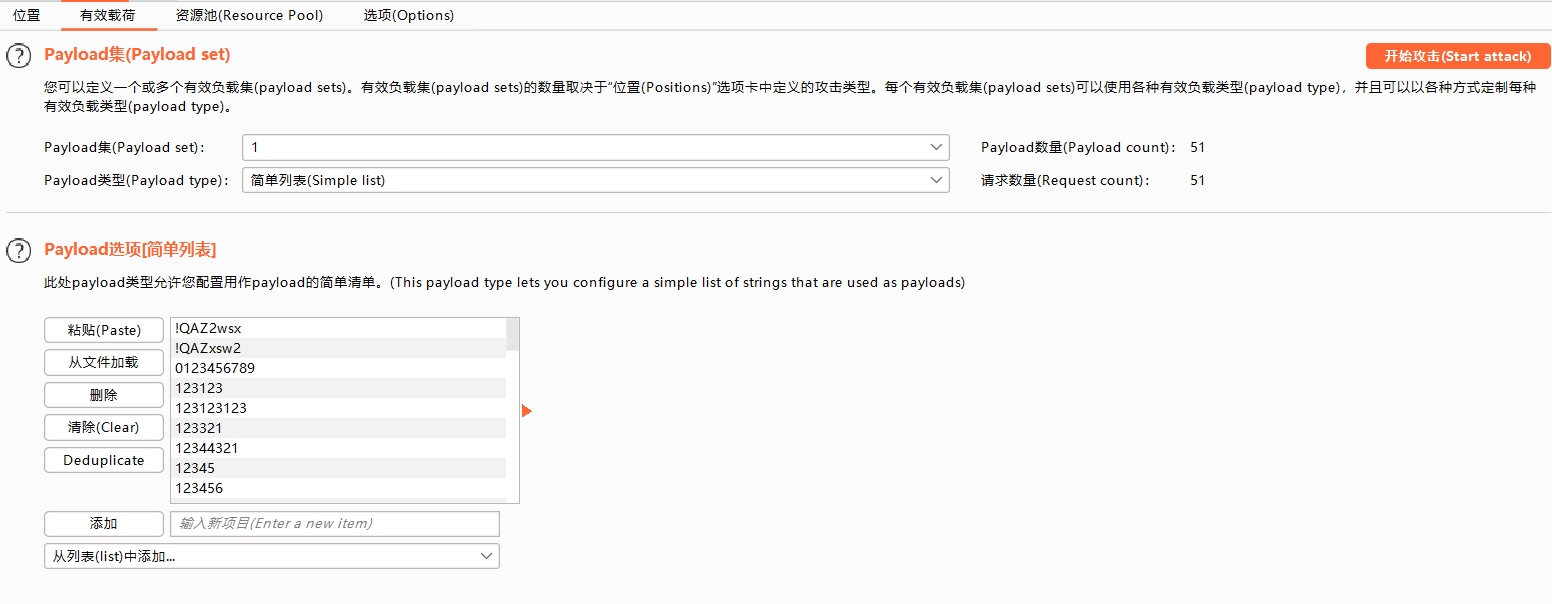 位置 有效载荷 资源池(Resource Pool) 选项(Options)
? Payload集(Payload set) 开始攻击(Start attack)
您可以定义一个或多个有效负载集(payload sets)。有效负载集(payload sets)的数量取决于“位置(Positions)”选项卡中定义的攻击类型。每个有效负载集(payload sets)可以使用各种有效负载类型(payload type)，并且可以以各种方式定制每种
有效负载类型(payload type)。
Payload集(Payload set): 1 Payload数量(Payload count): 51
Payload类型(Payload type): 简单列表(Simple list) 请求数量(Request count): 51
? Payload选项[简单列表]
此处payload类型允许您配置用作payload的简单清单。(This payload type lets you configure a simple list of strings that are used as payloads)
粘贴(Paste) !QAZ2wsx
!QAZxsw2
从文件加载 0123456789
删除 123123
123123123
清除(Clear) 123321
12344321
Deduplicate 12345
123456
添加 输入新项目(Enter a new item)
从列表(list)中添加...